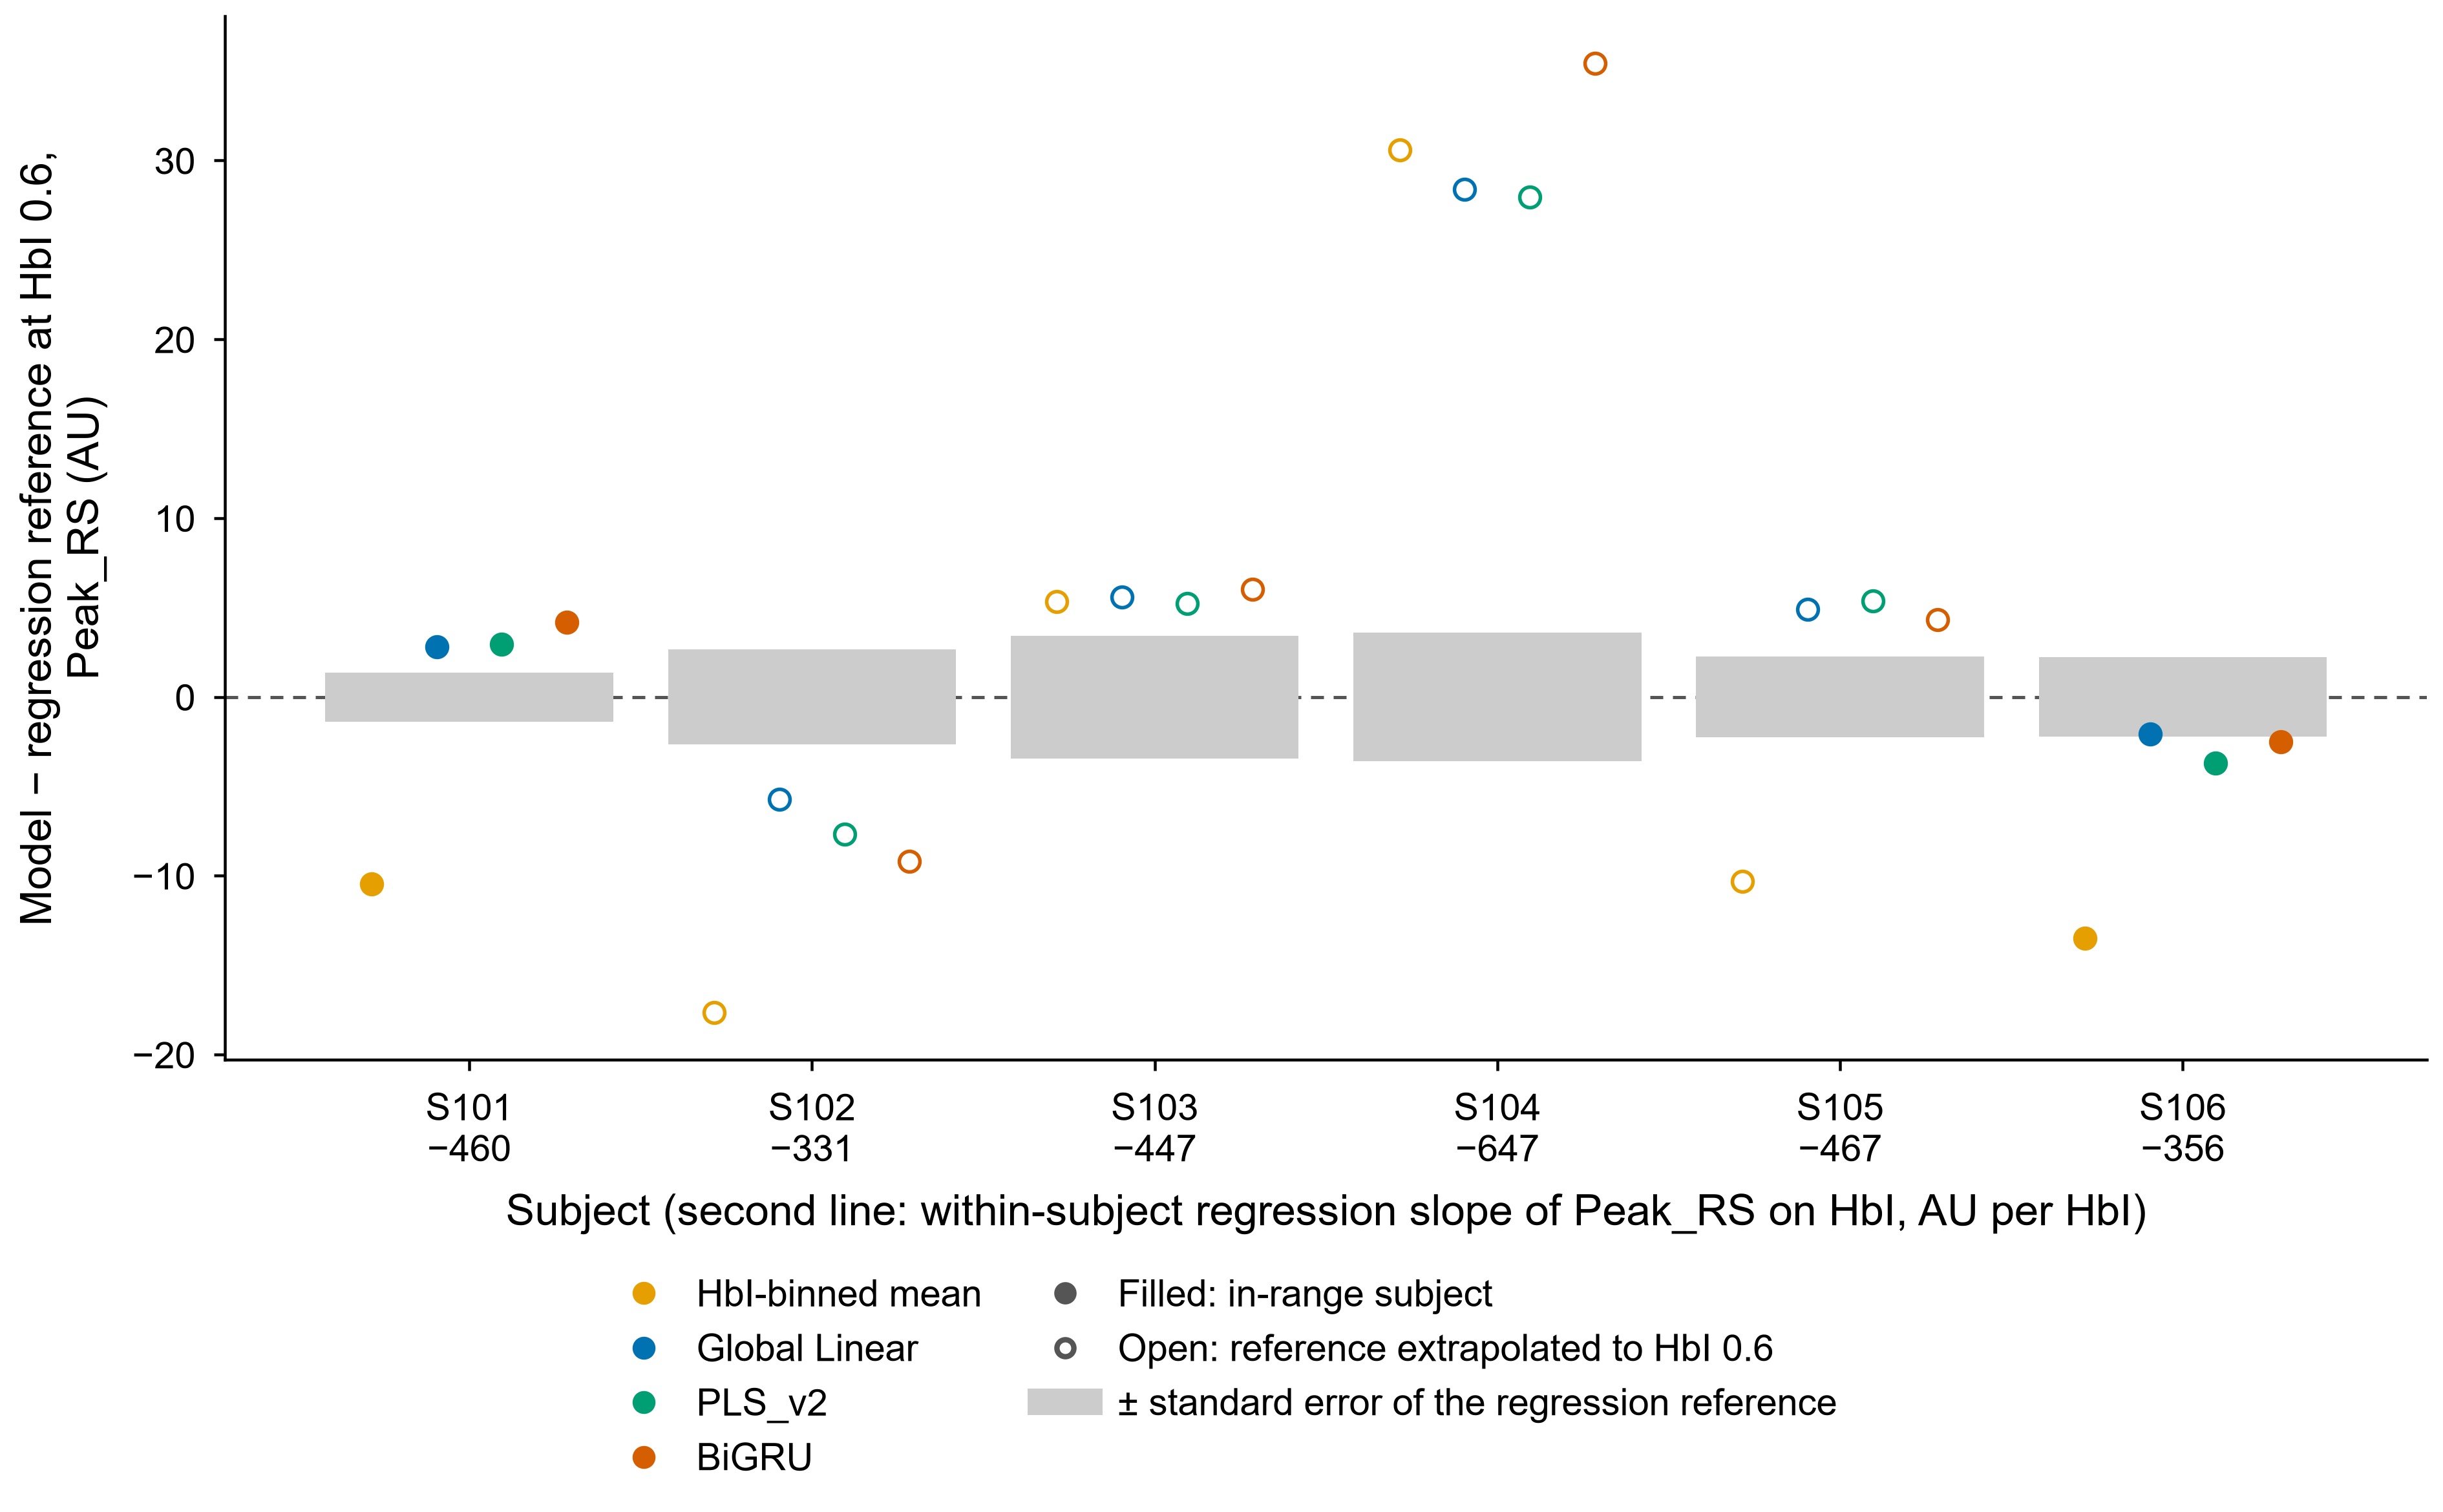 Model − regression reference at HbI 0.6,
Peak_RS (AU)
30
20
10
0
−10
−20
S101
−460
S102
−331
S103
−447
S104
−647
S105
−467
S106
−356
Subject (second line: within-subject regression slope of Peak_RS on HbI, AU per HbI)
HbI-binned mean
Global Linear
PLS_v2
BiGRU
Filled: in-range subject
Open: reference extrapolated to HbI 0.6
± standard error of the regression reference